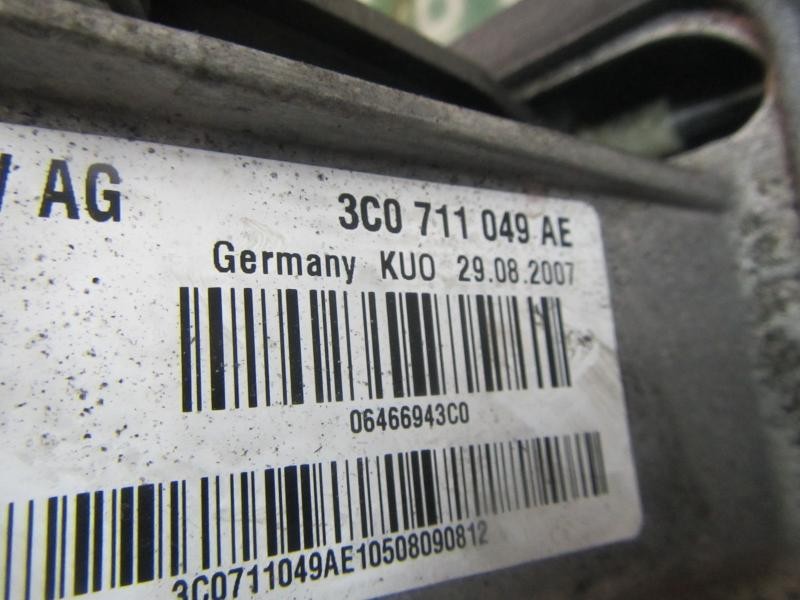 AG
3C0 711 049 AE
Germany KUO 29.08.2007
06466943C0
3C0711049AE10508090812